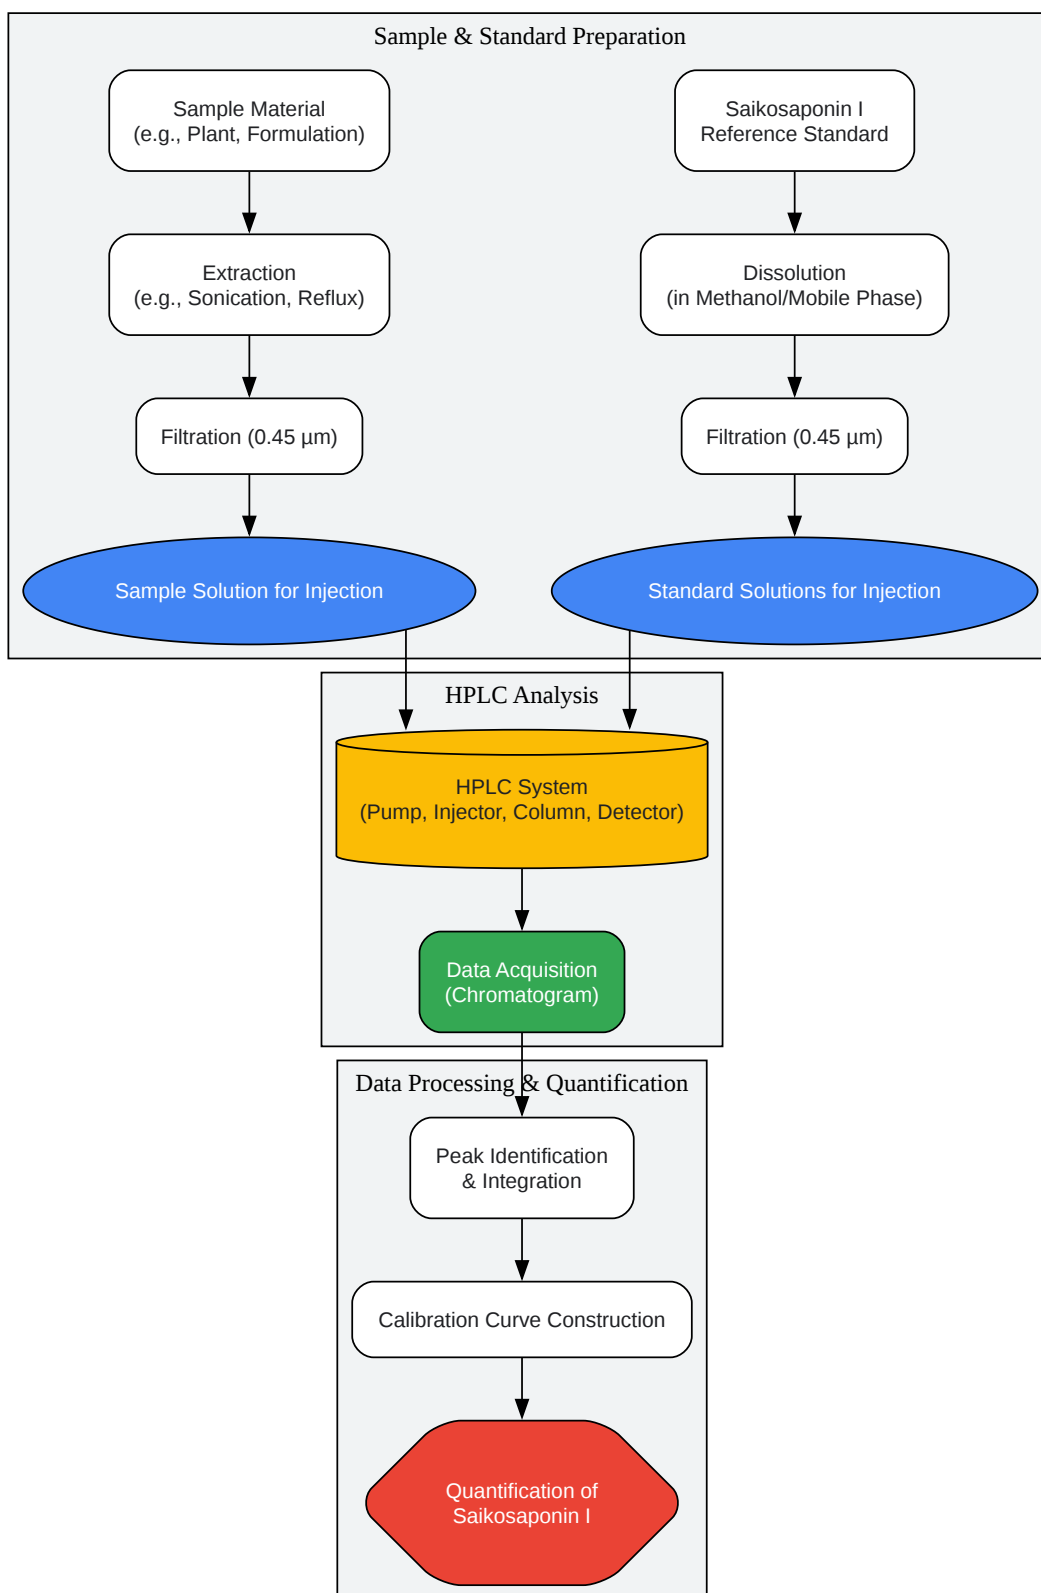 Sample & Standard Preparation
Sample Material
(e.g., Plant, Formulation)
Saikosaponin I
Reference Standard
Extraction
(e.g., Sonication, Reflux)
Dissolution
(in Methanol/Mobile Phase)
Filtration (0.45 µm)
Filtration (0.45 µm)
Sample Solution for Injection
Standard Solutions for Injection
HPLC Analysis
HPLC System
(Pump, Injector, Column, Detector)
Data Acquisition
(Chromatogram)
Data Processing & Quantification
Peak Identification
& Integration
Calibration Curve Construction
Quantification of
Saikosaponin I